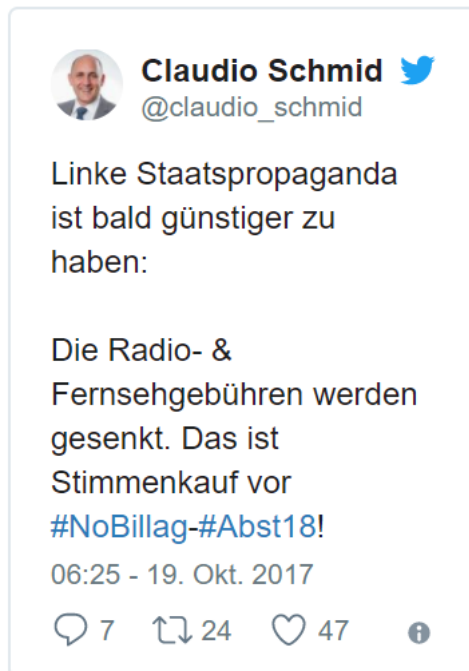 Claudio Schmid
@claudio_schmid
Linke Staatspropaganda
ist bald günstiger zu
haben:
Die Radio- &
Fernsehgebühren werden
gesenkt. Das ist
Stimmenkauf vor
#NoBillag-#Abst18!
06:25 - 19. Okt. 2017
7 24 47